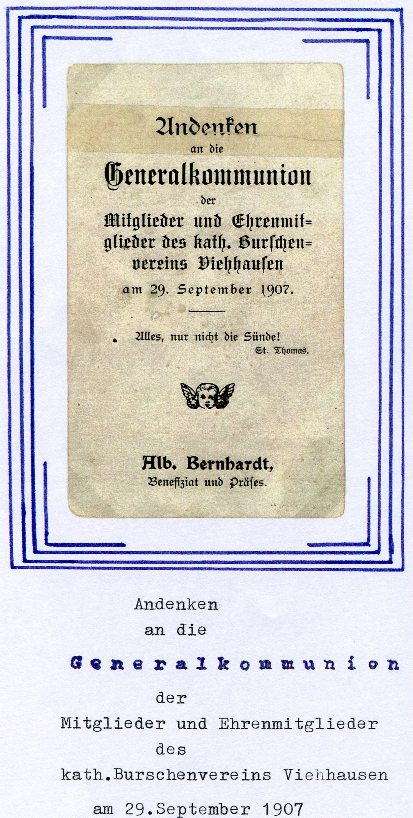 Andenken
an die
Generalkommunion
der
Mitglieder und Ehrenmit=
glieder des kath. Burschen=
vereins Viehhausen
am 29. September 1907.
Alles, nur nicht die Sünde!
St. Thomas.
Alb. Bernhardt,
Benefiziat und Präses.
Andenken
an die
Generalkommunion
der
Mitglieder und Ehrenmitglieder
des
kath.Burschenvereins Viehhausen
am 29.September 1907